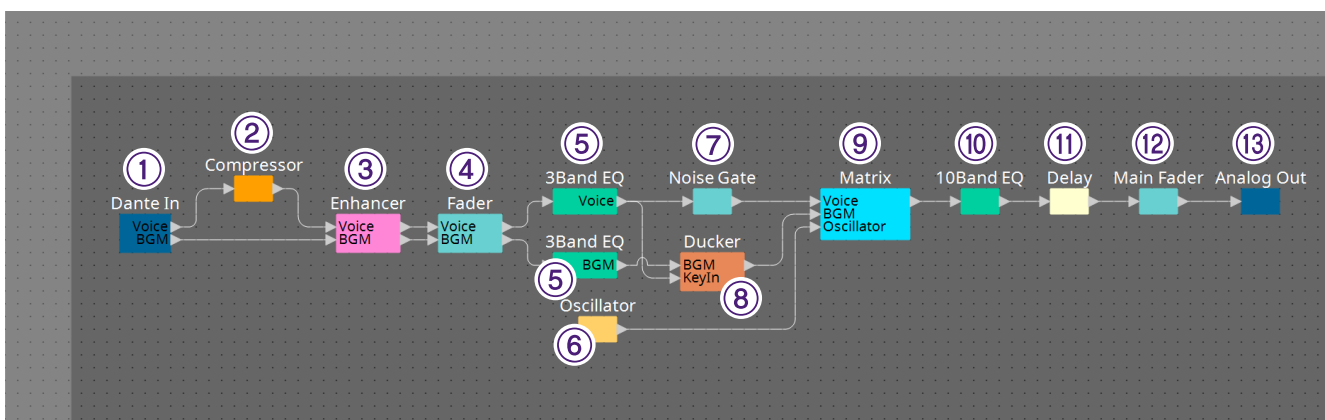 ①
Dante In
Voice
BGM
②
Compressor
③
Enhancer
Voice
BGM
④
Fader
Voice
BGM
⑤
3Band EQ
Voice
3Band EQ
BGM
⑤
Oscillator
⑥
⑦
Noise Gate
Ducker
BGM
KeyIn
⑧
⑨
Matrix
Voice
BGM
Oscillator
⑩
10Band EQ
⑪
Delay
⑫
Main Fader
⑬
Analog Out